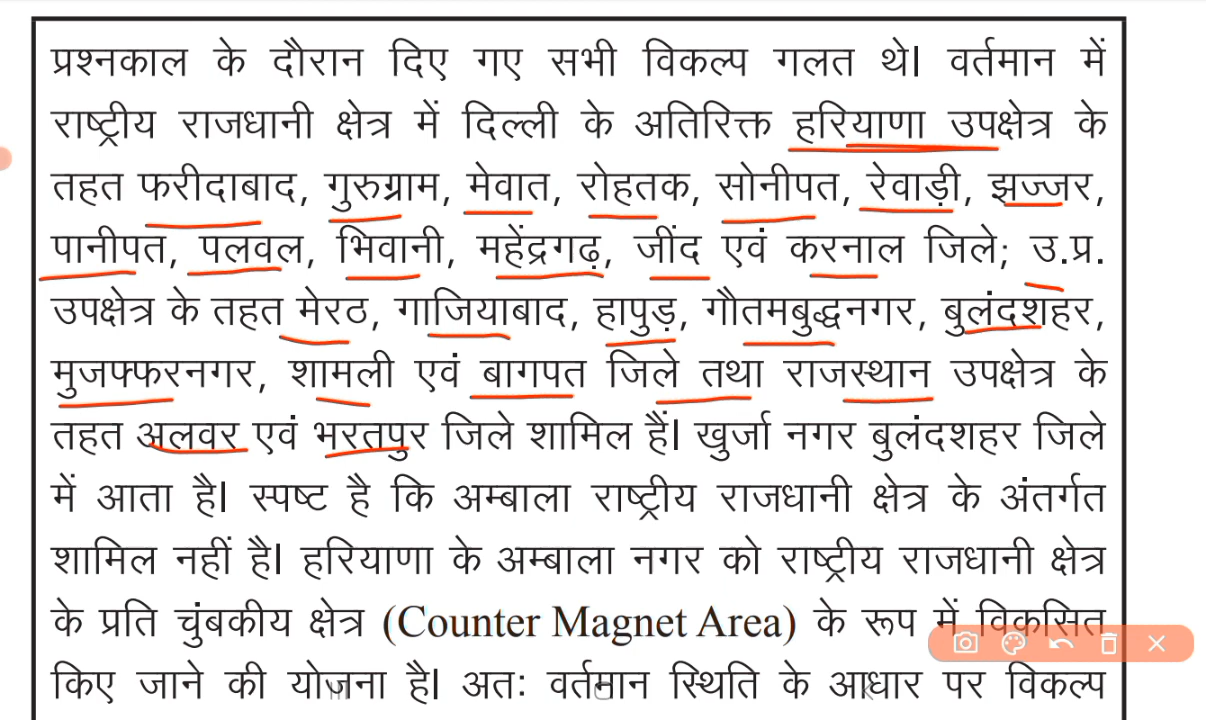 प्रश्नकाल के दौरान दिए गए सभी विकल्प गलत थे। वर्तमान में
राष्ट्रीय राजधानी क्षेत्र में दिल्ली के अतिरिक्त हरियाणा उपक्षेत्र के
तहत फरीदाबाद, गुरुग्राम, मेवात, रोहतक, सोनीपत, रेवाड़ी, झज्जर,
पानीपत, पलवल, भिवानी, महेंद्रगढ़, जींद एवं करनाल जिले; उ.प्र.
उपक्षेत्र के तहत मेरठ, गाजियाबाद, हापुड़, गौतमबुद्धनगर, बुलंदशहर,
मुजफ्फरनगर, शामली एवं बागपत जिले तथा राजस्थान उपक्षेत्र के
तहत अलवर एवं भरतपुर जिले शामिल हैं। खुर्जा नगर बुलंदशहर जिले
में आता है। स्पष्ट है कि अम्बाला राष्ट्रीय राजधानी क्षेत्र के अंतर्गत
शामिल नहीं है। हरियाणा के अम्बाला नगर को राष्ट्रीय राजधानी क्षेत्र
के प्रति चुंबकीय क्षेत्र (Counter Magnet Area) के रूप में विकसित
किए जाने की योजना है। अतः वर्तमान स्थिति के आधार पर विकल्प